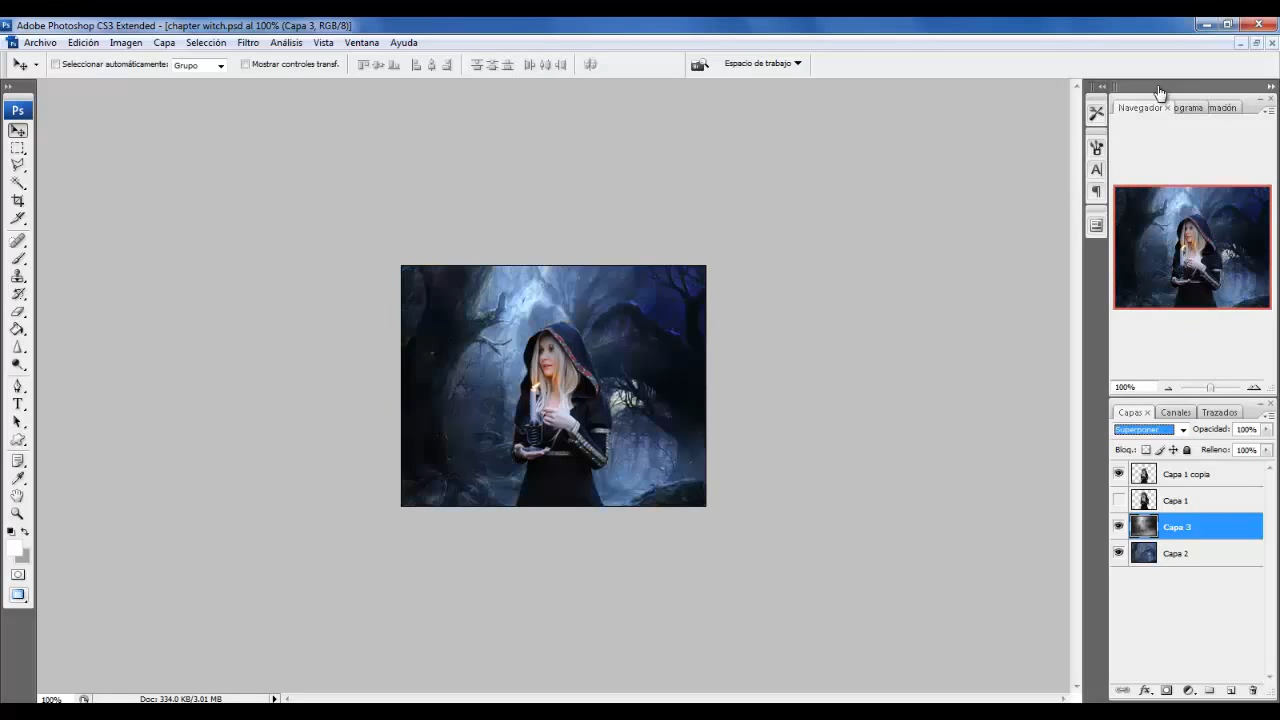 Ps Adobe Photoshop CS3 Extended - [chapter witch.psd al 100% (Capa 3, RGB/8)]
Archivo Edición Imagen Capa Selección Filtro Análisis Vista Ventana Ayuda
Seleccionar automáticamente: Grupo Mostrar controles transf. Espacio de trabajo
Ps
Navegador ograma mación
100%
Capas Canales Trazados
Superponer... Opacidad: 100%
Bloq.: Relleno: 100%
Capa 1 copia
Capa 1
Capa 3
Capa 2
100% Doc: 334.0 KB/3.01 MB